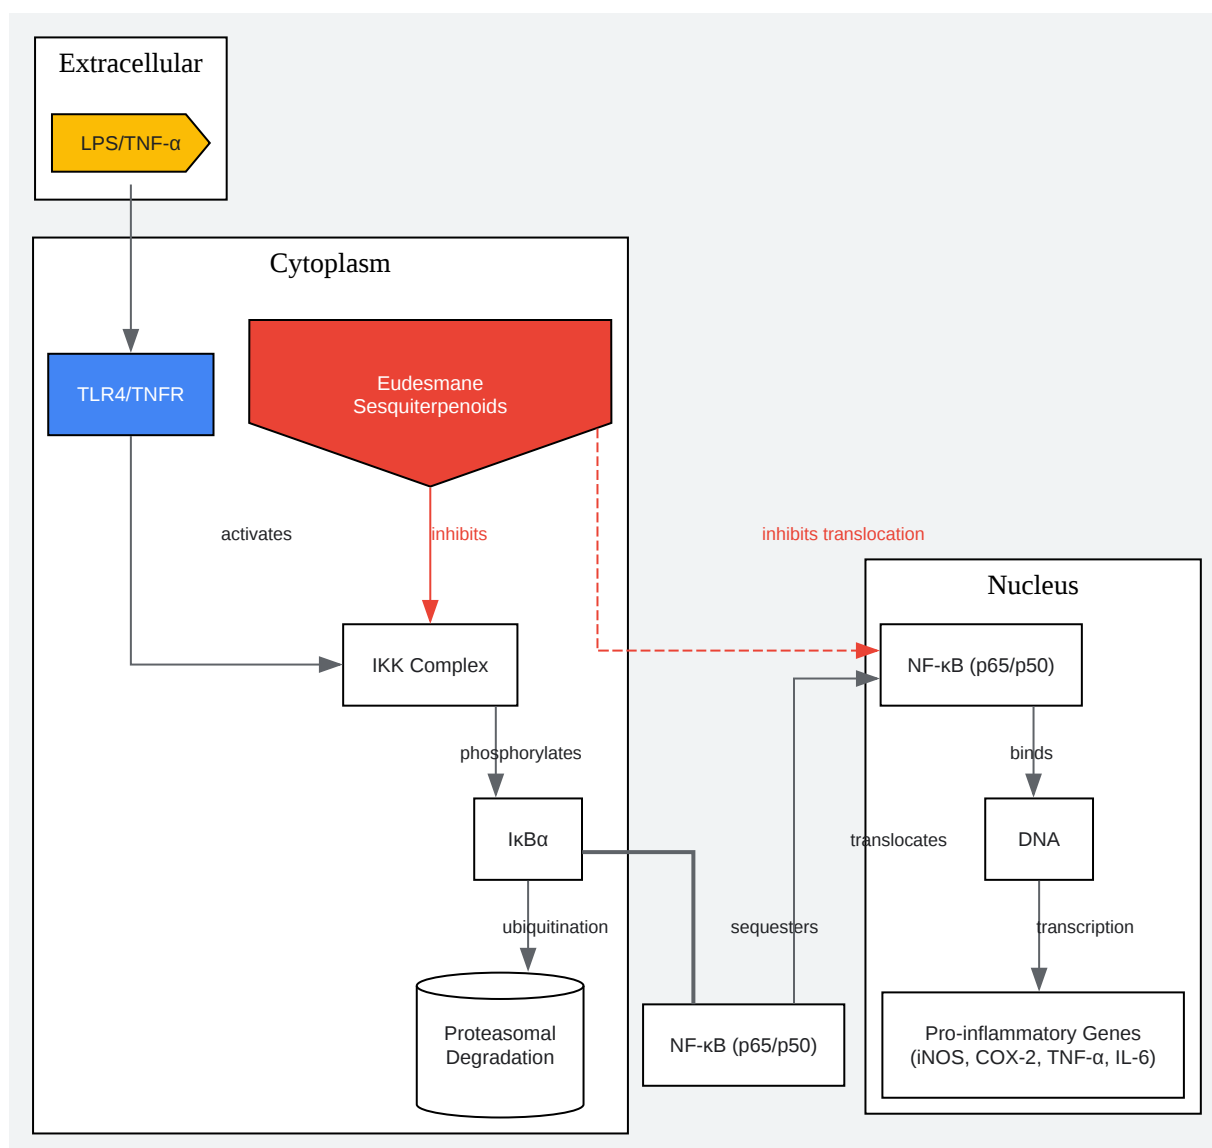 Extracellular
LPS/TNF-α
Cytoplasm
TLR4/TNFR
Eudesmane
Sesquiterpenoids
activates
inhibits
inhibits translocation
Nucleus
IKK Complex
NF-κB (p65/p50)
phosphorylates
binds
IκBα
translocates
DNA
ubiquitination
sequesters
transcription
Proteasomal
Degradation
NF-κB (p65/p50)
Pro-inflammatory Genes
(iNOS, COX-2, TNF-α, IL-6)